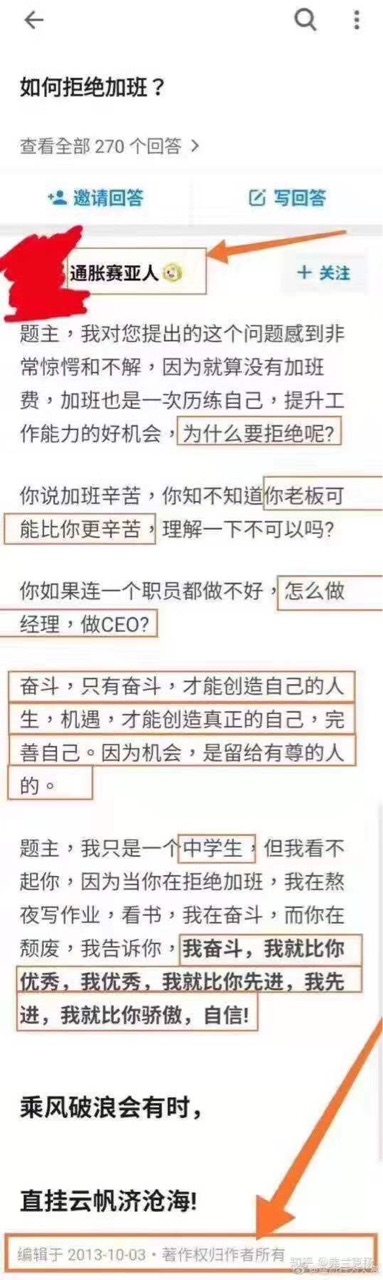 如何拒绝加班？
查看全部 270 个回答 >
邀请回答
写回答
通胀赛亚人
+ 关注
题主，我对您提出的这个问题感到非
常惊愕和不解，因为就算没有加班
费，加班也是一次历练自己，提升工
作能力的好机会，为什么要拒绝呢?
你说加班辛苦，你知不知道你老板可
能比你更辛苦，理解一下不可以吗?
你如果连一个职员都做不好，怎么做
经理，做CEO?
奋斗，只有奋斗，才能创造自己的人
生，机遇，才能创造真正的自己，完
善自己。因为机会，是留给有尊的人
的。
题主，我只是一个中学生，但我看不
起你，因为当你在拒绝加班，我在熬
夜写作业，看书，我在奋斗，而你在
颓废，我告诉你，我奋斗，我就比你
优秀，我优秀，我就比你先进，我先
进，我就比你骄傲，自信!
乘风破浪会有时，
直挂云帆济沧海!
编辑于 2013-10-03・著作权归作者所有
知乎